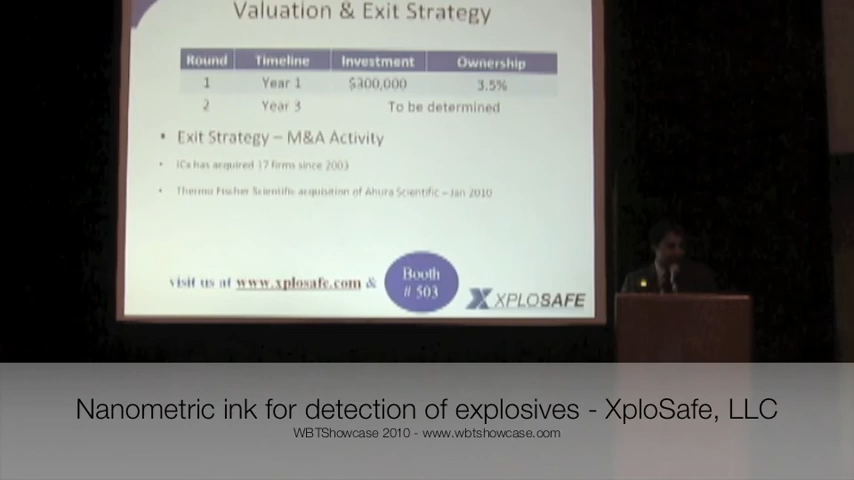 Valuation & Exit Strategy
Round Timeline Investment Ownership
1 Year 1 $300,000 3.5%
2 Year 3 To be determined
• Exit Strategy – M&A Activity
• ICx has acquired 17 firms since 2003
• Thermo Fischer Scientific acquisition of Ahura Scientific – Jan 2010
visit us at www.xplosafe.com &
Booth
# 503
XPLOSAFE
Nanometric ink for detection of explosives - XploSafe, LLC
WBTShowcase 2010 - www.wbtshowcase.com